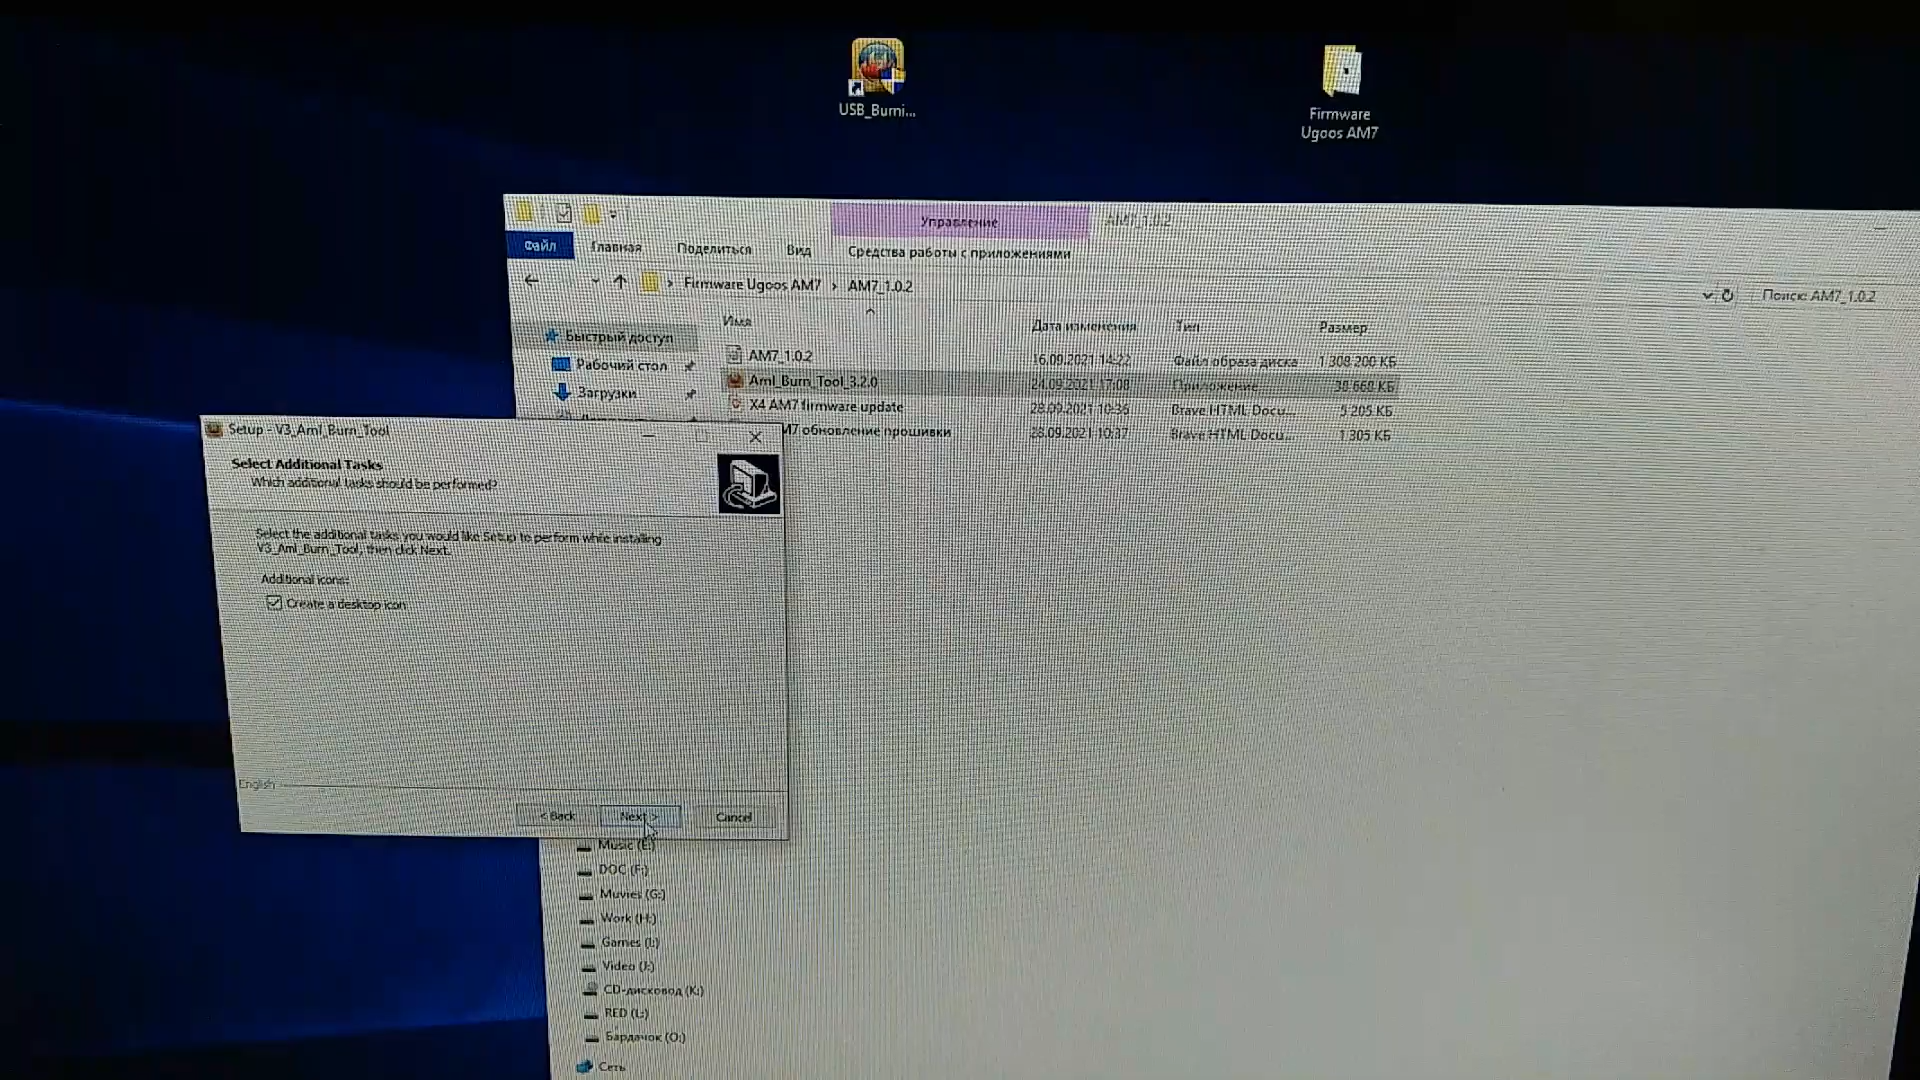 USB_Burni...
Firmware
Ugoos AM7
Управление
AM7_1.0.2
Файл
Главная
Поделиться
Вид
Средства работы с приложениями
Firmware Ugoos AM7 › AM7_1.0.2
Поиск: AM7_1.0.2
Имя
Дата изменения
Тип
Размер
Быстрый доступ
Рабочий стол
Загрузки
AM7_1.0.2
16.09.2021 14:22
Файл образа диска
1 308 200 КБ
Aml_Burn_Tool_3.2.0
24.09.2021 17:08
Приложение
38 668 КБ
X4 AM7 firmware update
28.09.2021 10:36
Brave HTML Docu...
5 205 КБ
M7 обновление прошивки
28.09.2021 10:37
Brave HTML Docu...
1 305 КБ
Setup - V3_Aml_Burn_Tool
Select Additional Tasks
Which additional tasks should be performed?
Select the additional tasks you would like Setup to perform while installing
V3_Aml_Burn_Tool, then click Next.
Additional icons:
Create a desktop icon
English
< Back
Next >
Cancel
Music (E:)
DOC (F:)
Muvies (G:)
Work (H:)
Games (I:)
Video (J:)
CD-дисковод (K:)
RED (L:)
Бардачок (O:)
Сеть